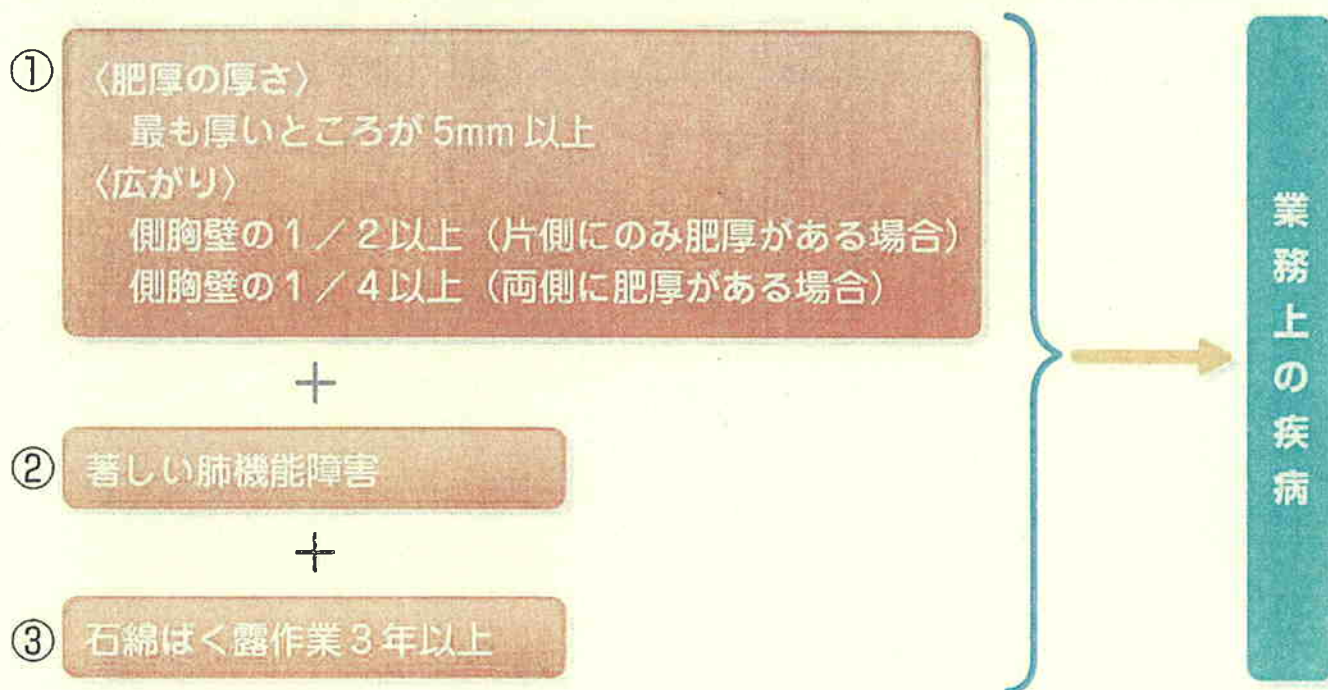 ①
〈肥厚の厚さ〉
最も厚いところが5mm以上
〈広がり〉
側胸壁の1／2以上（片側にのみ肥厚がある場合）
側胸壁の1／4以上（両側に肥厚がある場合）
＋
②
著しい肺機能障害
＋
③
石綿ばく露作業3年以上
業務上の疾病